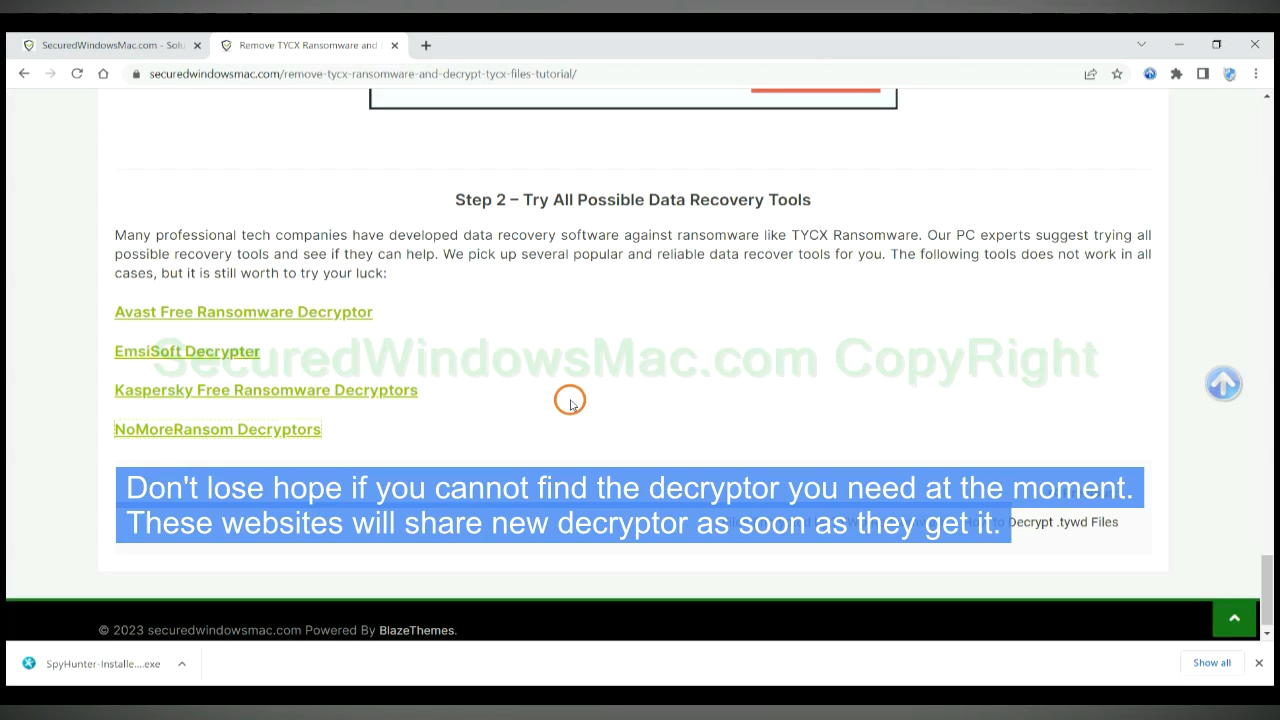 SecuredWindowsMac.com - Solu
Remove TYCX Ransomware and
securedwindowsmac.com/remove-tycx-ransomware-and-decrypt-tycx-files-tutorial/
Step 2 – Try All Possible Data Recovery Tools
Many professional tech companies have developed data recovery software against ransomware like TYCX Ransomware. Our PC experts suggest trying all
possible recovery tools and see if they can help. We pick up several popular and reliable data recover tools for you. The following tools does not work in all
cases, but it is still worth to try your luck:
Avast Free Ransomware Decryptor
EmsiSoft Decrypter
SecuredWindowsMac.com CopyRight
Kaspersky Free Ransomware Decryptors
NoMoreRansom Decryptors
Don't lose hope if you cannot find the decryptor you need at the moment.
These websites will share new decryptor as soon as they get it.
Decrypt .tywd Files
© 2023 securedwindowsmac.com Powered By BlazeThemes.
SpyHunter-Installe....exe
Show all